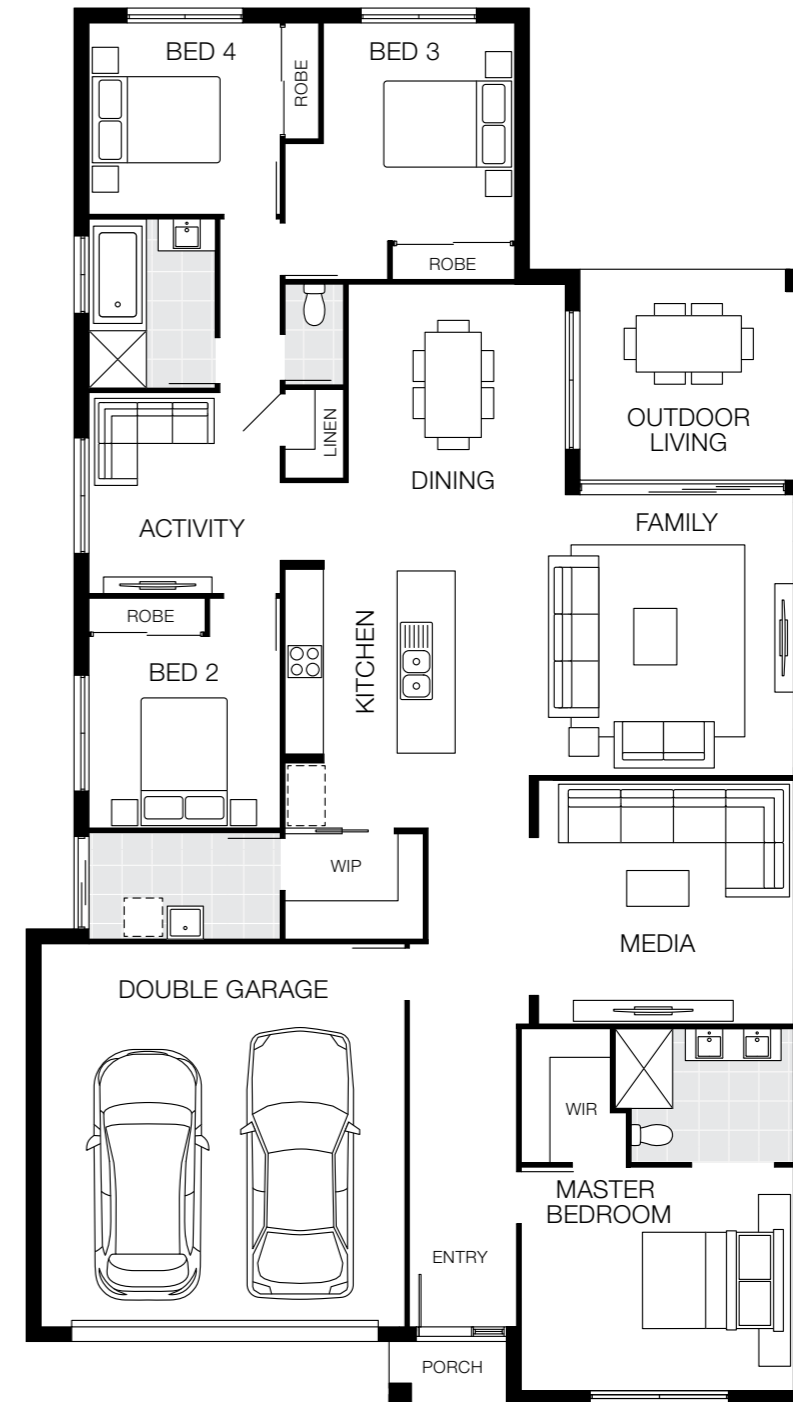 BED 4
ROBE
BED 3
ROBE
OUTDOOR
LIVING
LINEN
DINING
ACTIVITY
FAMILY
ROBE
KITCHEN
BED 2
WIP
MEDIA
DOUBLE GARAGE
WIR
MASTER
BEDROOM
ENTRY
PORCH